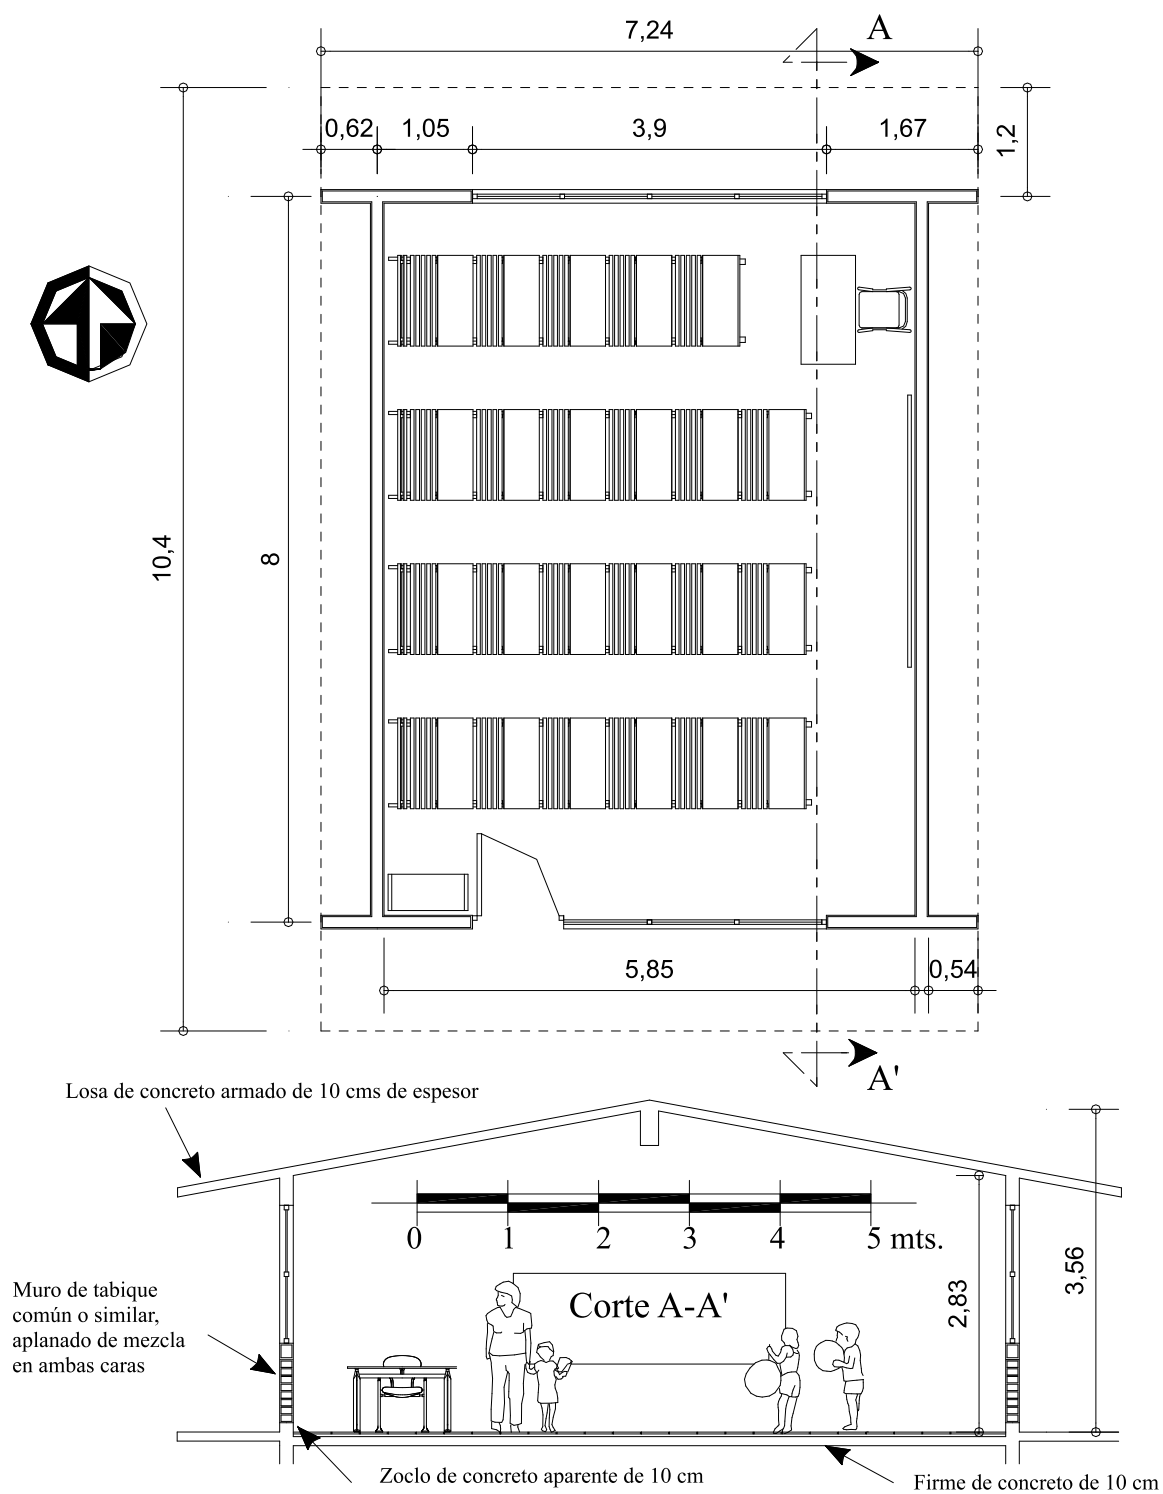 7,24
A
0,62
1,05
3,9
1,67
1,2
10,4
8
5,85
0,54
A'
Losa de concreto armado de 10 cms de espesor
0
1
2
3
4
5 mts.
Muro de tabique
común o similar,
aplanado de mezcla
en ambas caras
Corte A-A'
2,83
3,56
Zoclo de concreto aparente de 10 cm
Firme de concreto de 10 cm